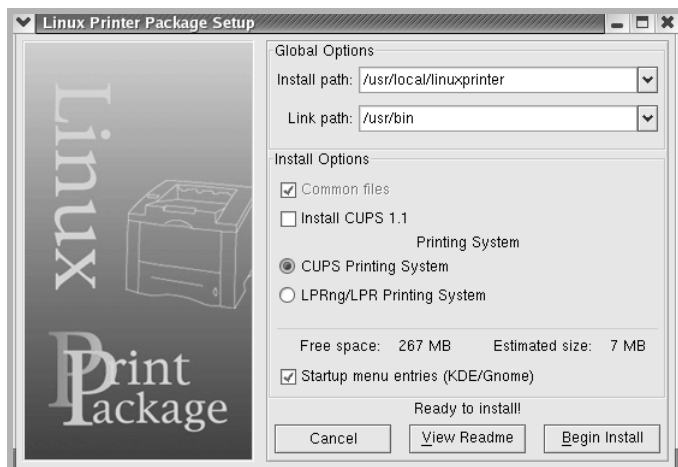 Linux Printer Package Setup
Linux
Print
Package
Global Options
Install path: /usr/local/linuxprinter
Link path: /usr/bin
Install Options
Common files
Install CUPS 1.1
Printing System
CUPS Printing System
LPRng/LPR Printing System
Free space: 267 MB Estimated size: 7 MB
Startup menu entries (KDE/Gnome)
Ready to install!
Cancel View Readme Begin Install